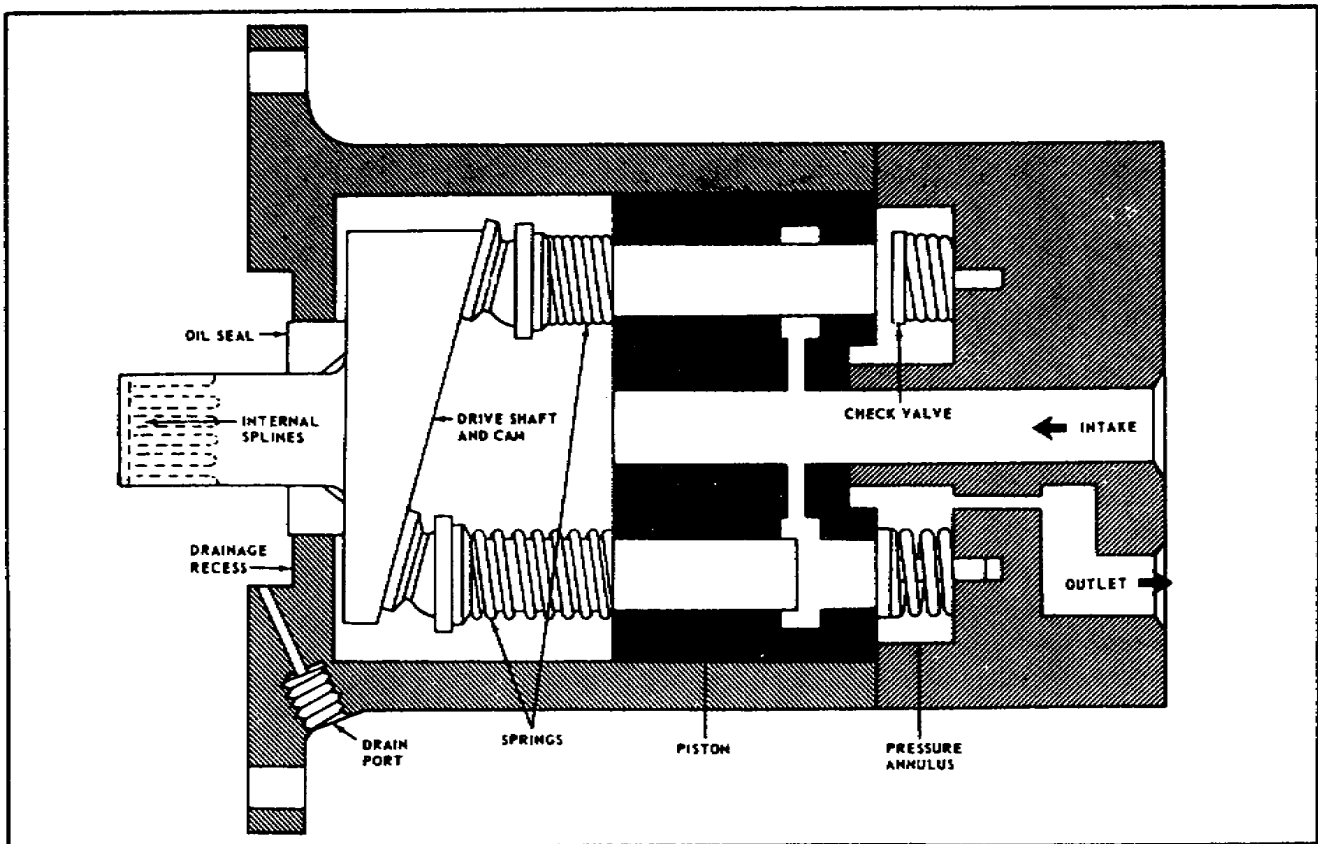 OIL SEAL
INTERNAL
SPLINES
DRIVE SHAFT
AND CAM
CHECK VALVE
INTAKE
DRAINAGE
RECESS
OUTLET
DRAIN
PORT
SPRINGS
PISTON
PRESSURE
ANNULUS